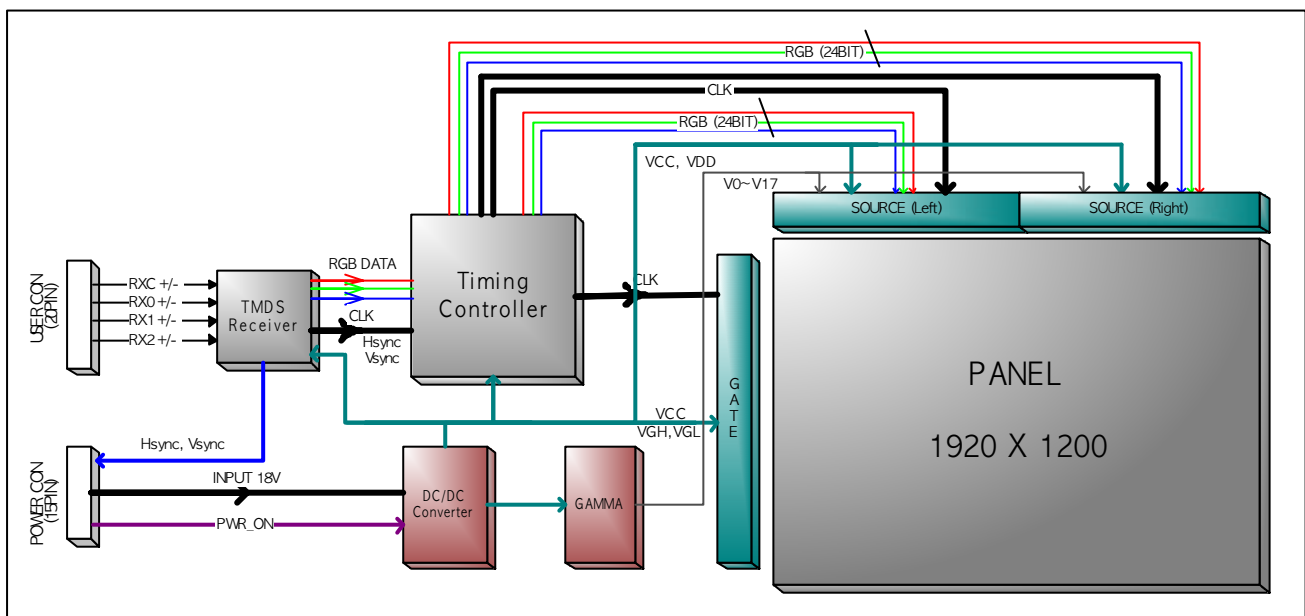 RGB (24BIT)
CLK
RGB (24BIT)
VCC, VDD
V0~V17
SOURCE (Left)
SOURCE (Right)
USER CON
(20PIN)
RXC +/-
RX0 +/-
RX1 +/-
RX2 +/-
TMDS
Receiver
RGB DATA
CLK
Hsync
Vsync
Timing
Controller
CLK
GATE
PANEL
1920 X 1200
VCC
VGH,VGL
Hsync, Vsync
POWER CON
(15PIN)
INPUT 18V
PWR_ON
DC/DC
Converter
GAMMA